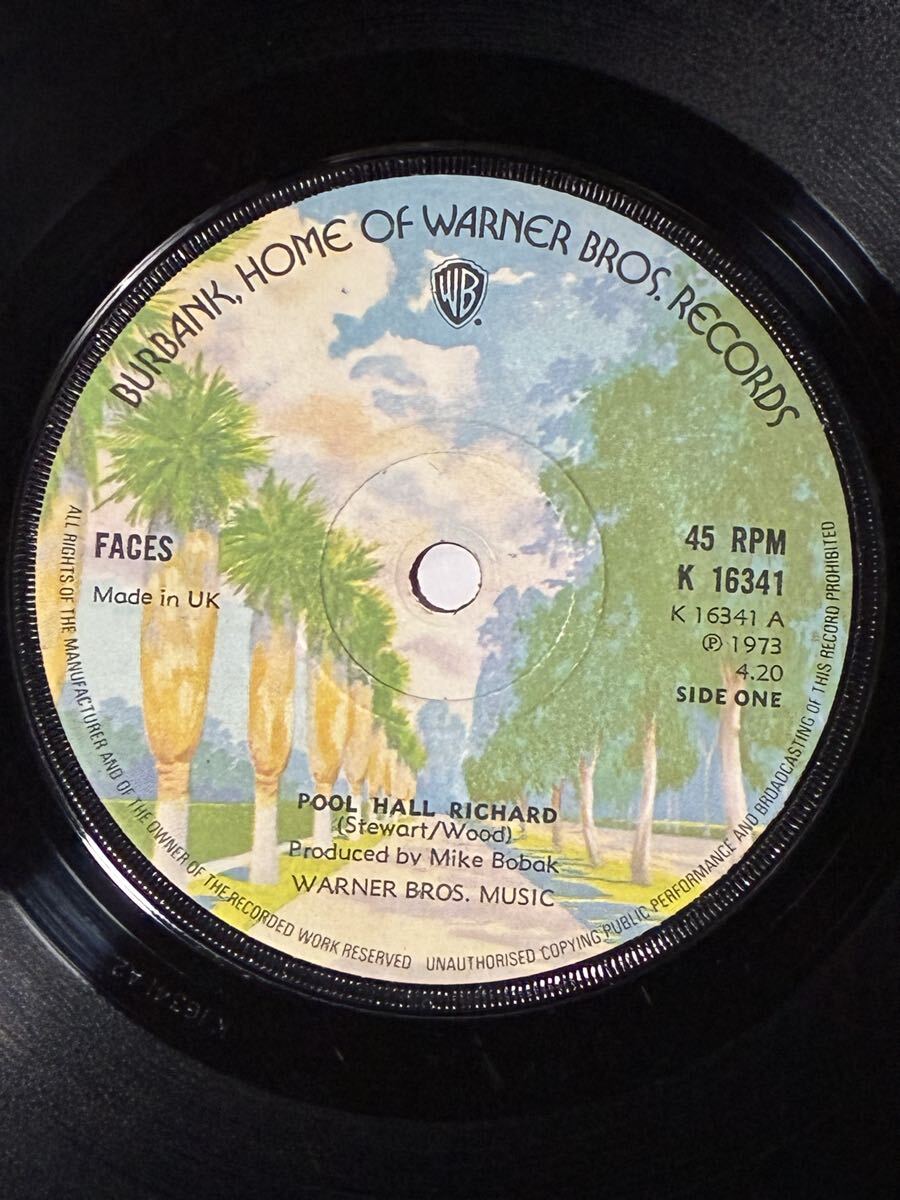 BURBANK, HOME OF WARNER BROS. RECORDS
WB
FACES
Made in UK
45 RPM
K 16341
K 16341 A
Ⓟ 1973
4.20
SIDE ONE
POOL HALL RICHARD
(Stewart/Wood)
Produced by Mike Bobak
WARNER BROS. MUSIC
ALL RIGHTS OF THE MANUFACTURER AND OF THE OWNER OF THE RECORDED WORK RESERVED UNAUTHORISED COPYING PUBLIC PERFORMANCE AND BROADCASTING OF THIS RECORD PROHIBITED